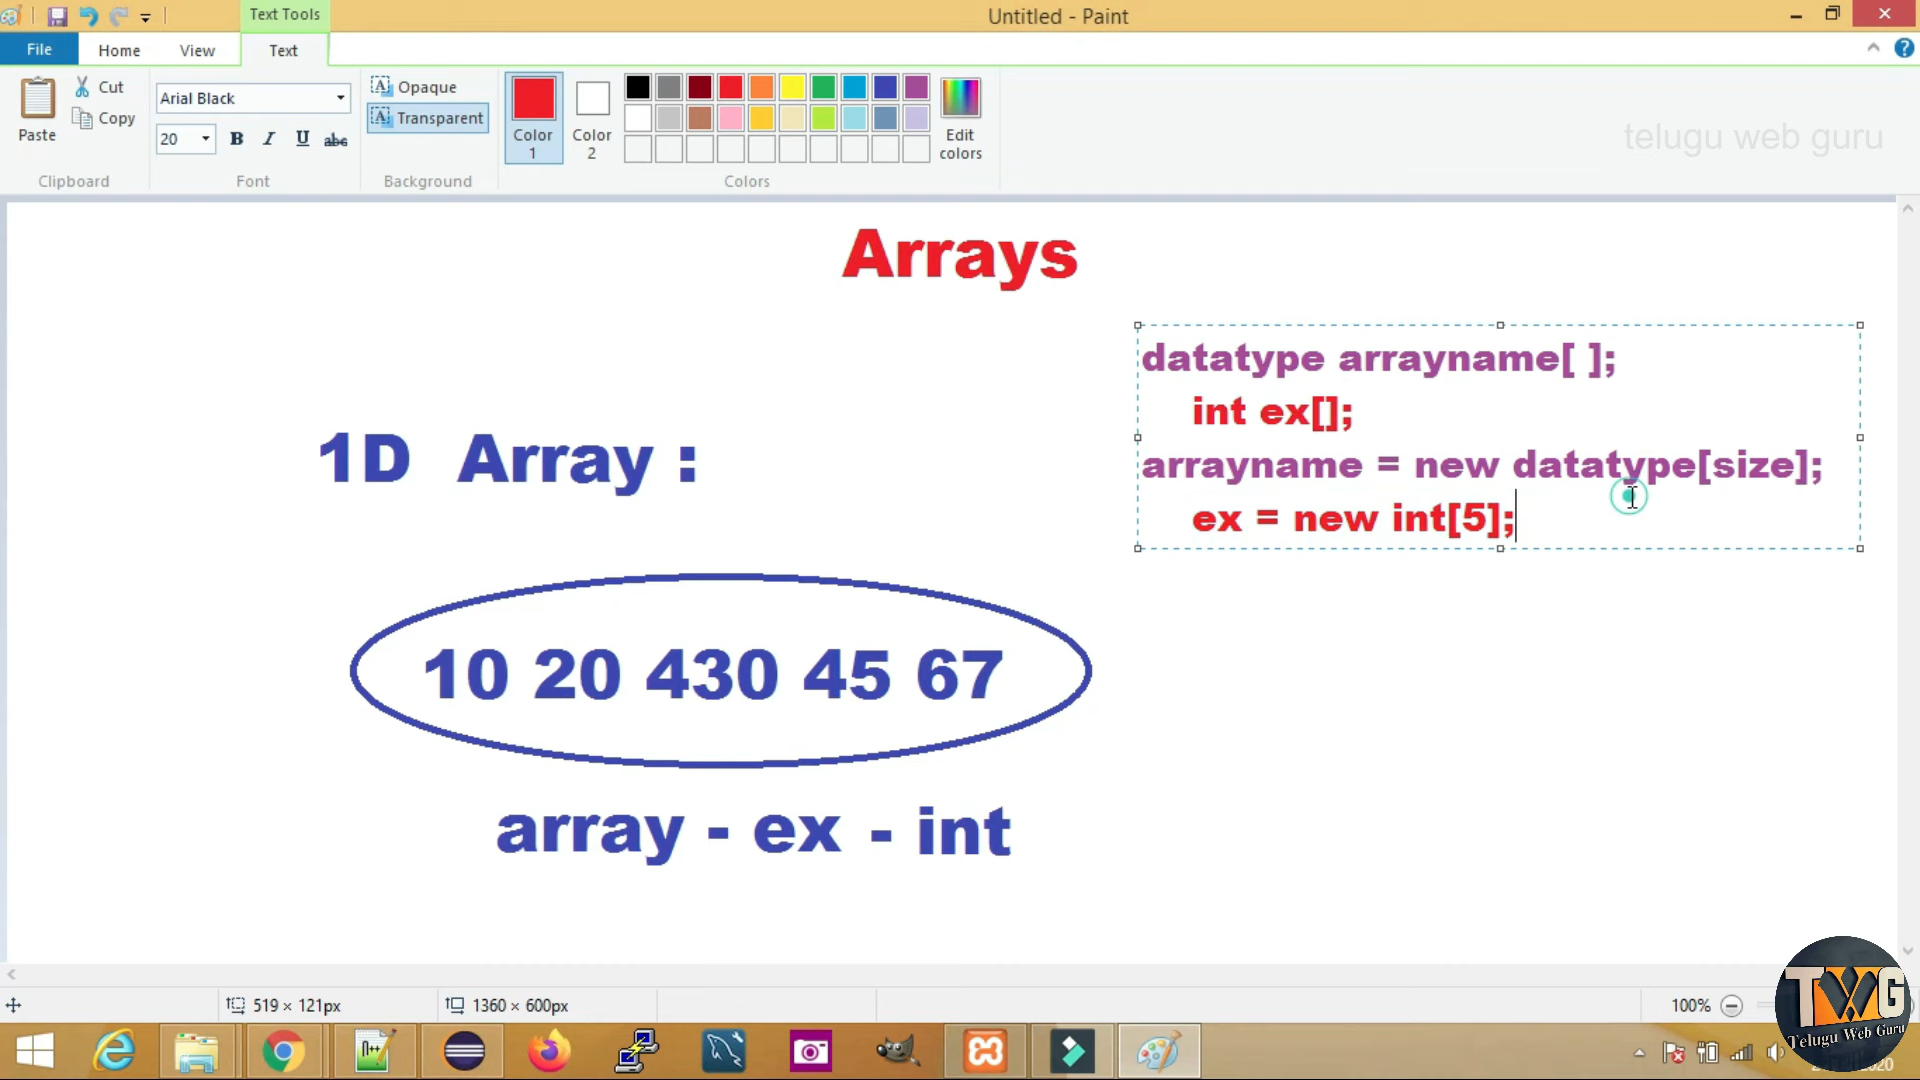 Text Tools
Untitled - Paint
File
Home
View
Text
Paste
Cut
Copy
Clipboard
Arial Black
20
B I U abc
Font
Opaque
Transparent
Background
Color 1
Color 2
Edit colors
Colors
telugu web guru
Arrays
datatype arrayname[ ];
int ex[];
arrayname = new datatype[size];
ex = new int[5];
1D Array :
10 20 430 45 67
array - ex - int
519 × 121px
1360 × 600px
100%
TWG
Telugu Web Guru